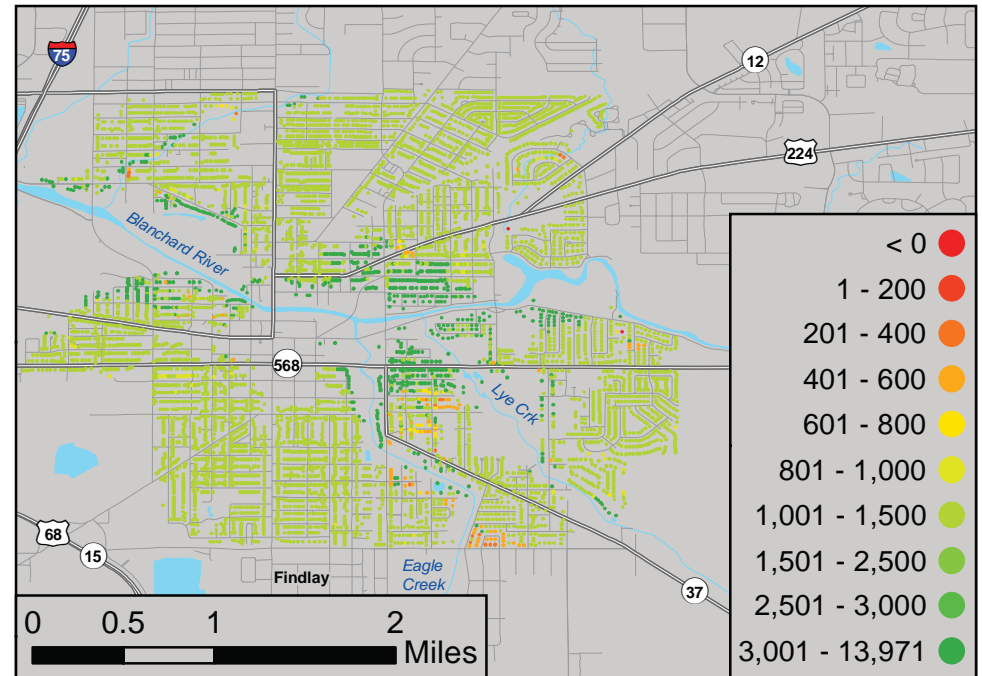 75
12
224
Blanchard River
568
Lye Crk
68
15
37
Findlay
Eagle
Creek
0 0.5 1 2
Miles
< 0
1 - 200
201 - 400
401 - 600
601 - 800
801 - 1,000
1,001 - 1,500
1,501 - 2,500
2,501 - 3,000
3,001 - 13,971